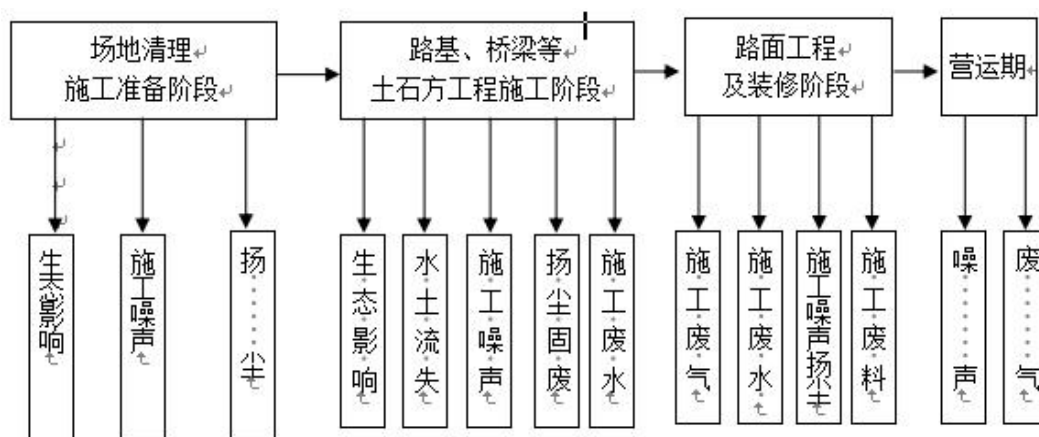 场地清理
施工准备阶段
路基、桥梁等
土石方工程施工阶段
路面工程
及装修阶段
营运期
生态影响
施工噪声
扬尘
生态影响
水土流失
施工噪声
扬尘固废
施工废水
施工废气
施工废水
施工噪声扬尘
施工废料
噪声
废气